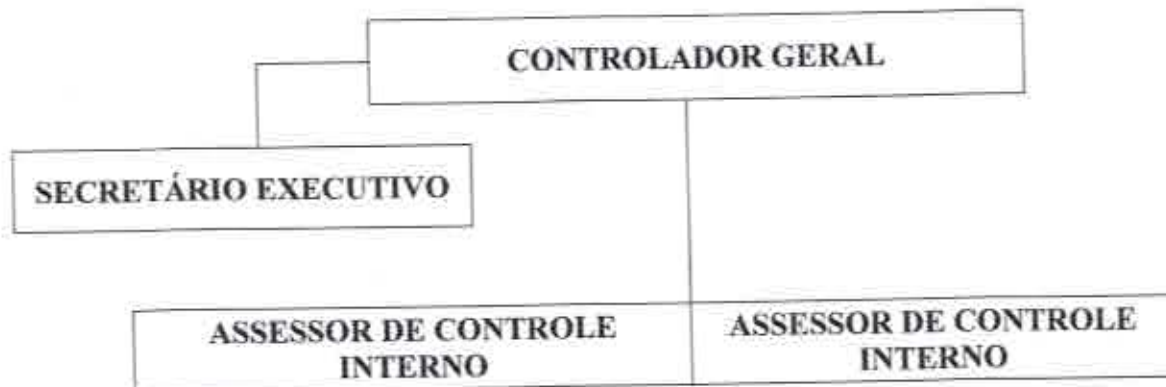 CONTROLADOR GERAL
SECRETÁRIO EXECUTIVO
ASSESSOR DE CONTROLE
INTERNO
ASSESSOR DE CONTROLE
INTERNO